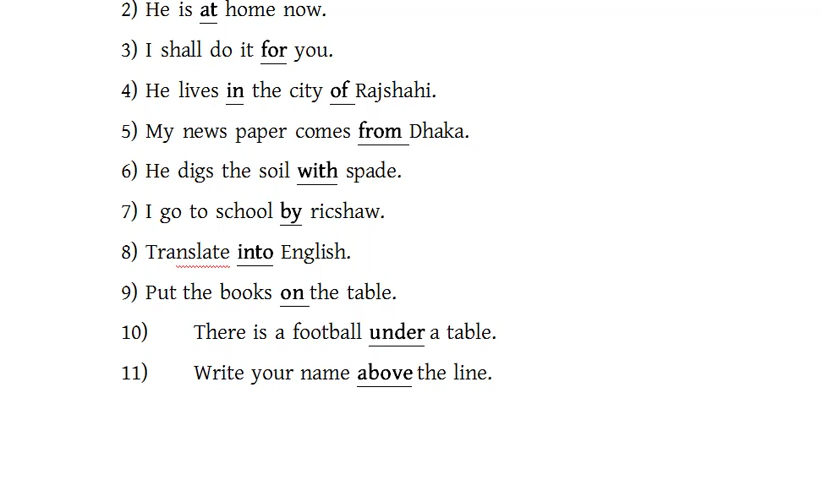 2) He is at home now.
3) I shall do it for you.
4) He lives in the city of Rajshahi.
5) My news paper comes from Dhaka.
6) He digs the soil with spade.
7) I go to school by ricshaw.
8) Translate into English.
9) Put the books on the table.
10) There is a football under a table.
11) Write your name above the line.